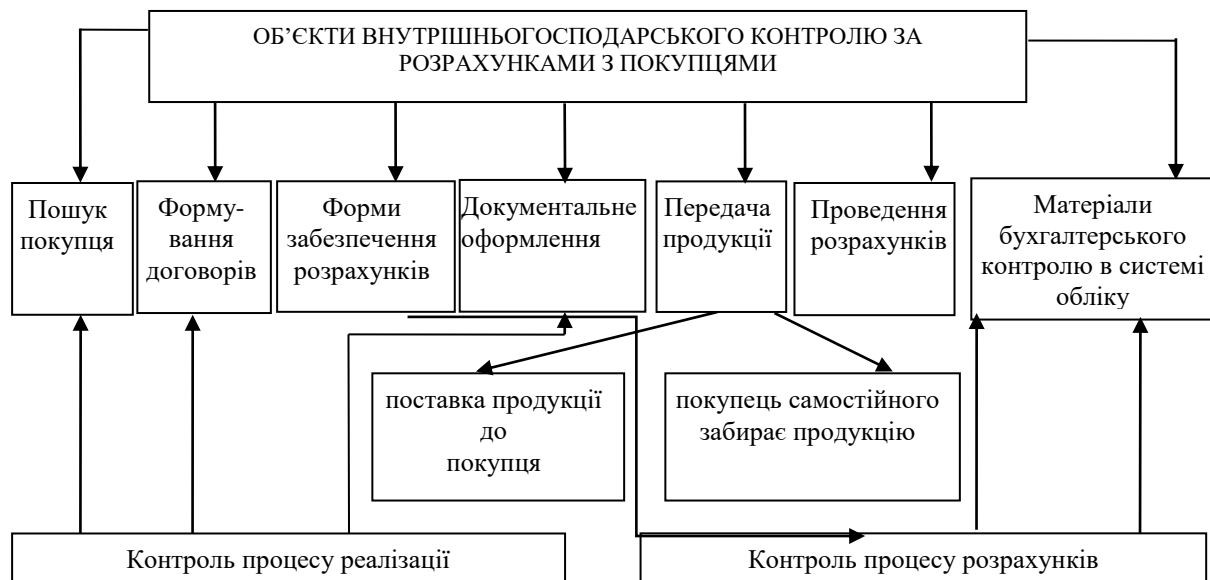 ОБ’ЄКТИ ВНУТРІШНЬОГОСПОДАРСЬКОГО КОНТРОЛЮ ЗА
РОЗРАХУНКАМИ З ПОКУПЦЯМИ
Пошук
покупця
Форму-
вання
договорів
Форми
забезпечення
розрахунків
Документальне
оформлення
Передача
продукції
Проведення
розрахунків
Матеріали
бухгалтерського
контролю в системі
обліку
поставка продукції
до
покупця
покупець самостійного
забирає продукцію
Контроль процесу реалізації
Контроль процесу розрахунків